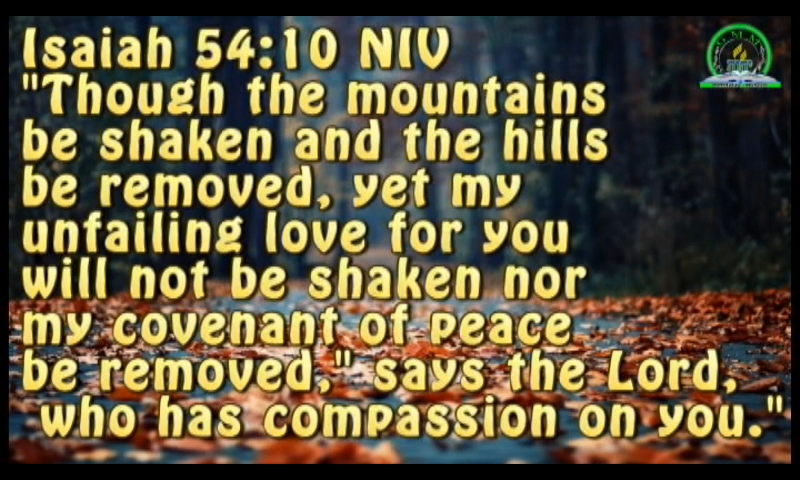 Isaiah 54:10 NIV
"Though the mountains
be shaken and the hills
be removed, yet my
unfailing love for you
will not be shaken nor
my covenant of peace
be removed," says the Lord,
who has compassion on you."